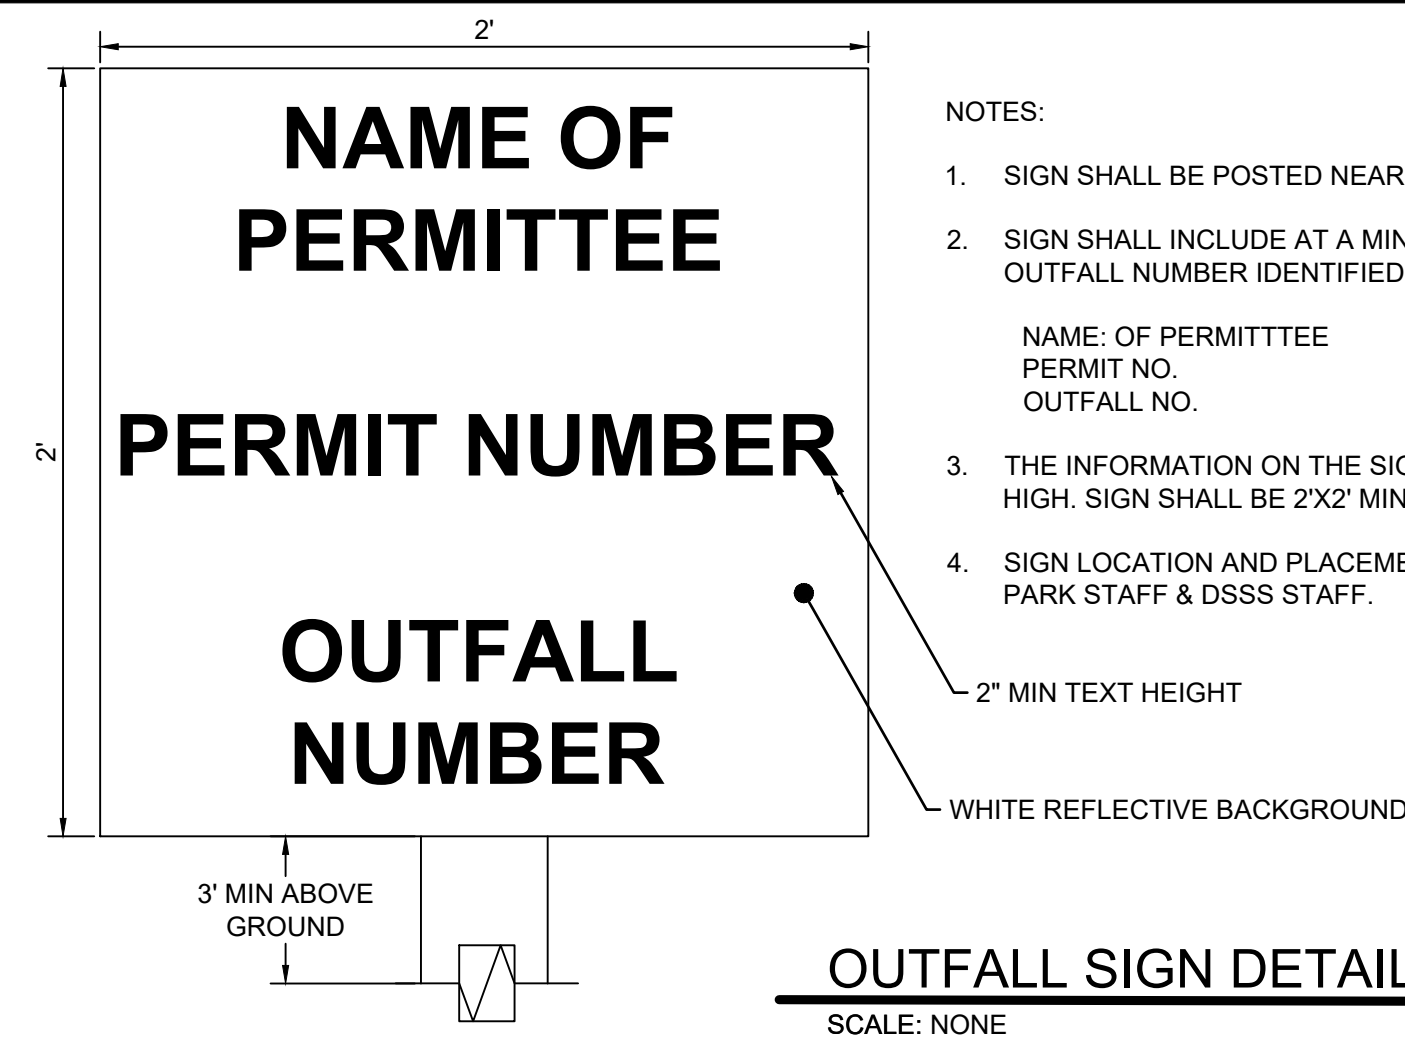 2'
2'
NAME OF
PERMITTEE
PERMIT NUMBER
OUTFALL
NUMBER
3' MIN ABOVE
GROUND
NOTES:
1. SIGN SHALL BE POSTED NEAR
2. SIGN SHALL INCLUDE AT A
OUTFALL NUMBER IDENTIFIED
NAME: OF PERMITTTEE
PERMIT NO.
OUTFALL NO.
3. THE INFORMATION ON THE
HIGH. SIGN SHALL BE 2'X2' MIN
4. SIGN LOCATION AND
PARK STAFF & DSSS STAFF.
2" MIN TEXT HEIGHT
WHITE REFLECTIVE BACKGROUND
OUTFALL SIGN DETAIL
SCALE: NONE